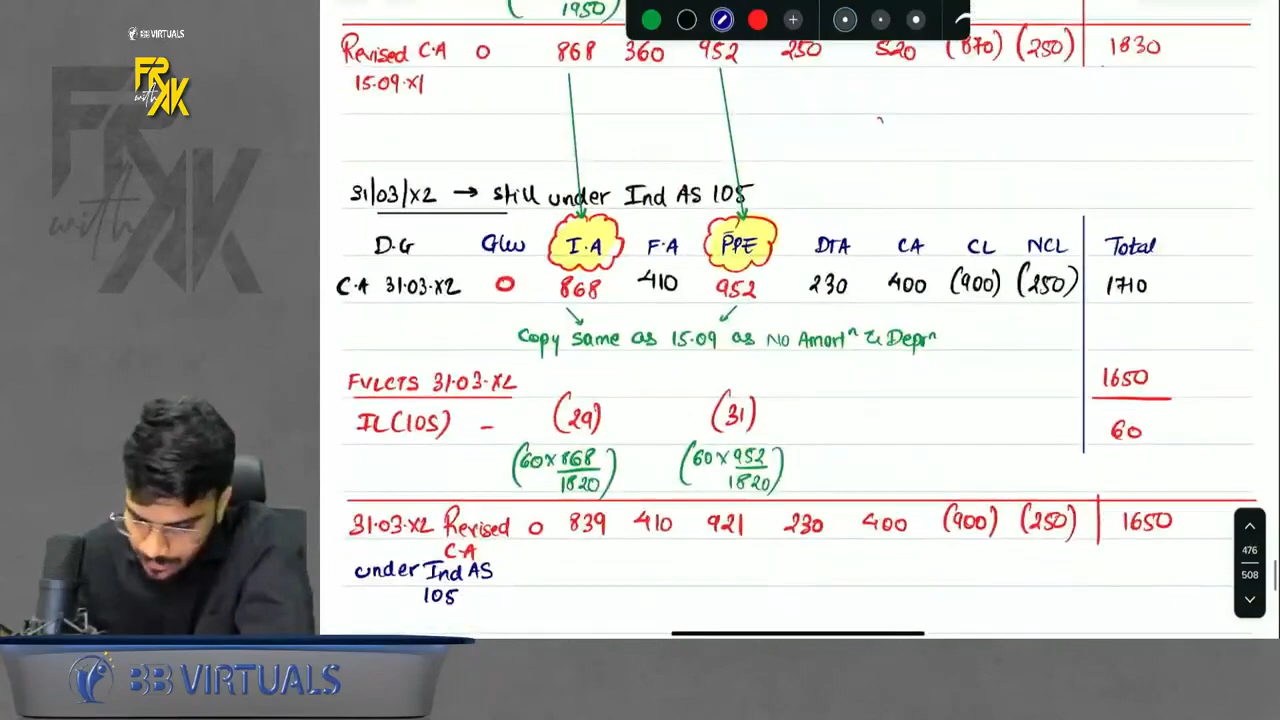 BB VIRTUALS
FR
with
AK
1950)
Revised C.A 0 868 360 952 250 520 (870) (250) 1830
15.09.X1
31/03/X2 → still under Ind AS 105
D.G GW I.A F.A PPE DTA CA CL NCL Total
C.A 31.03.X2 0 868 410 952 230 400 (900) (250) 1710
Copy same as 15.09 as No Amortⁿ & Deprⁿ
FVLCTS 31.03.X2 1650
IL(105) - (29) (31) 60
(60×868/1820) (60×952/1820)
31.03.X2 Revised 0 839 410 921 230 400 (900) (250) 1650
C.A
under Ind AS
105
476
508
BB VIRTUALS